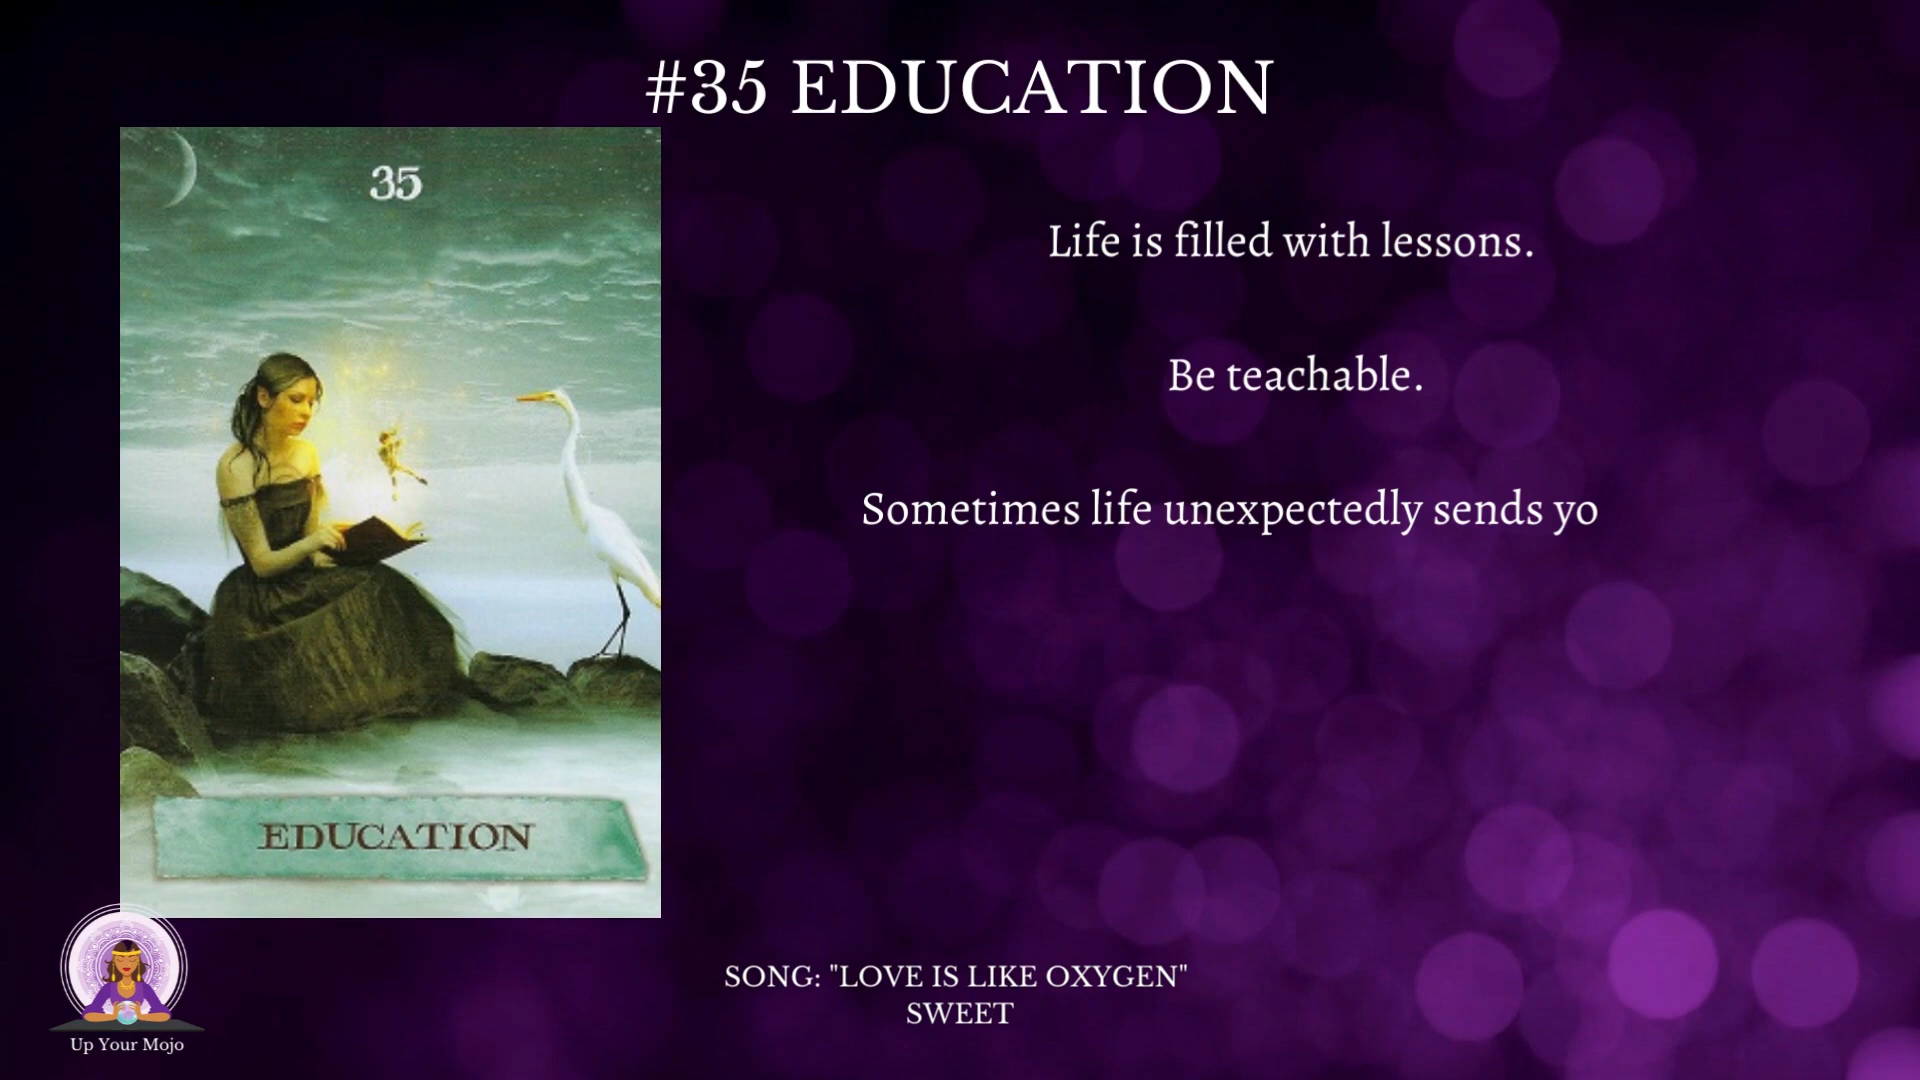 #35 EDUCATION
35
Life is filled with lessons.
Be teachable.
Sometimes life unexpectedly sends yo
EDUCATION
SONG: "LOVE IS LIKE OXYGEN"
SWEET
Up Your Mojo